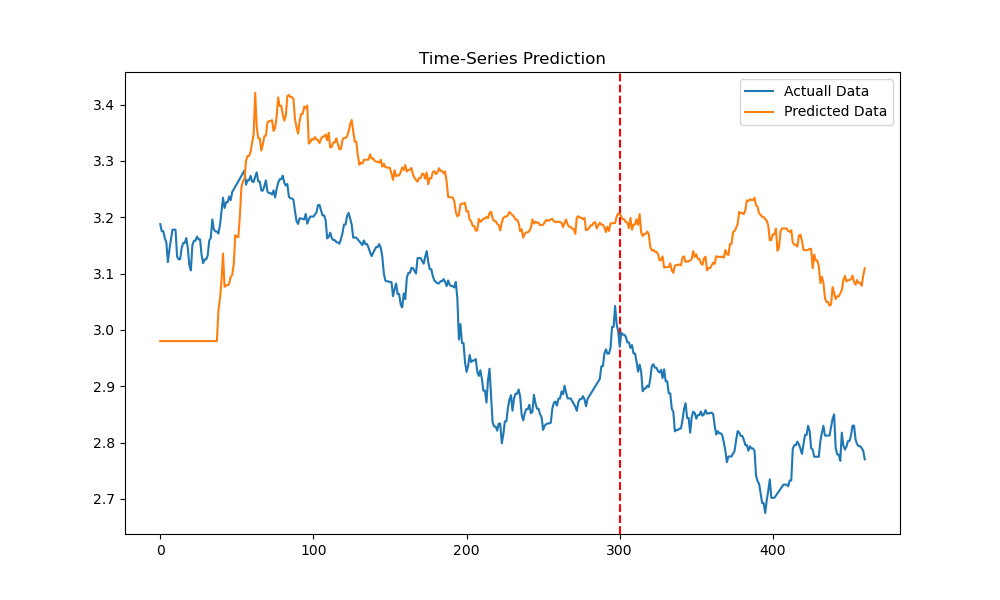 Time-Series Prediction
Actuall Data
Predicted Data
3.4
3.3
3.2
3.1
3.0
2.9
2.8
2.7
0 100 200 300 400